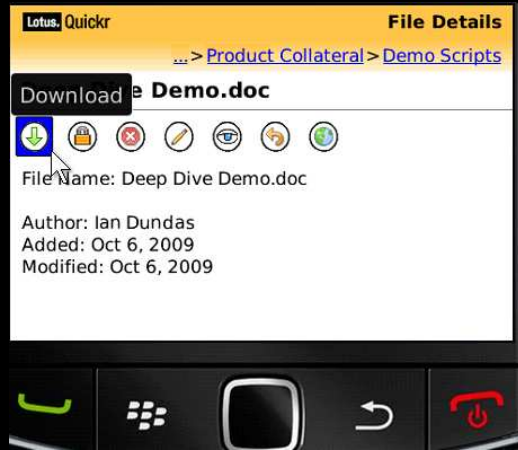 Lotus. Quickr
File Details
...>Product Collateral>Demo Scripts
Download
e Demo.doc
File Name: Deep Dive Demo.doc
Author: Ian Dundas
Added: Oct 6, 2009
Modified: Oct 6, 2009